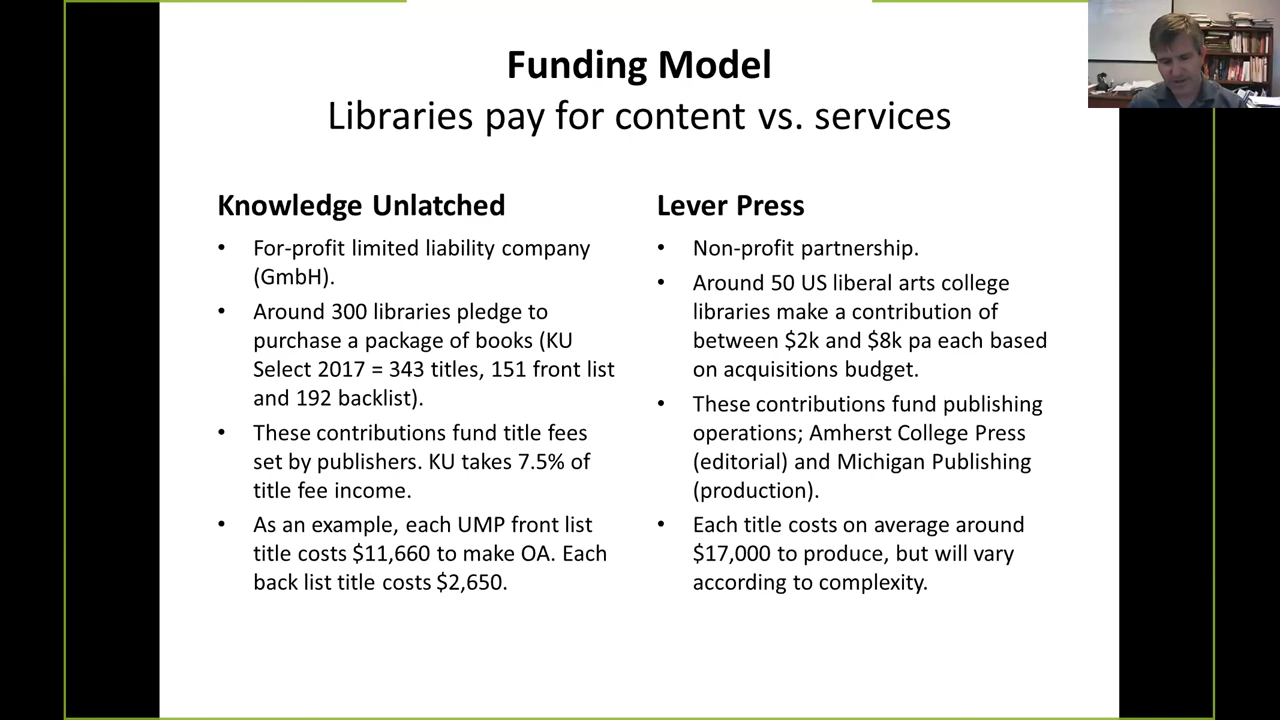 Funding Model
Libraries pay for content vs. services
Knowledge Unlatched
• For-profit limited liability company
(GmbH).
• Around 300 libraries pledge to
purchase a package of books (KU
Select 2017 = 343 titles, 151 front list
and 192 backlist).
• These contributions fund title fees
set by publishers. KU takes 7.5% of
title fee income.
• As an example, each UMP front list
title costs $11,660 to make OA. Each
back list title costs $2,650.
Lever Press
• Non-profit partnership.
• Around 50 US liberal arts college
libraries make a contribution of
between $2k and $8k pa each based
on acquisitions budget.
• These contributions fund publishing
operations; Amherst College Press
(editorial) and Michigan Publishing
(production).
• Each title costs on average around
$17,000 to produce, but will vary
according to complexity.